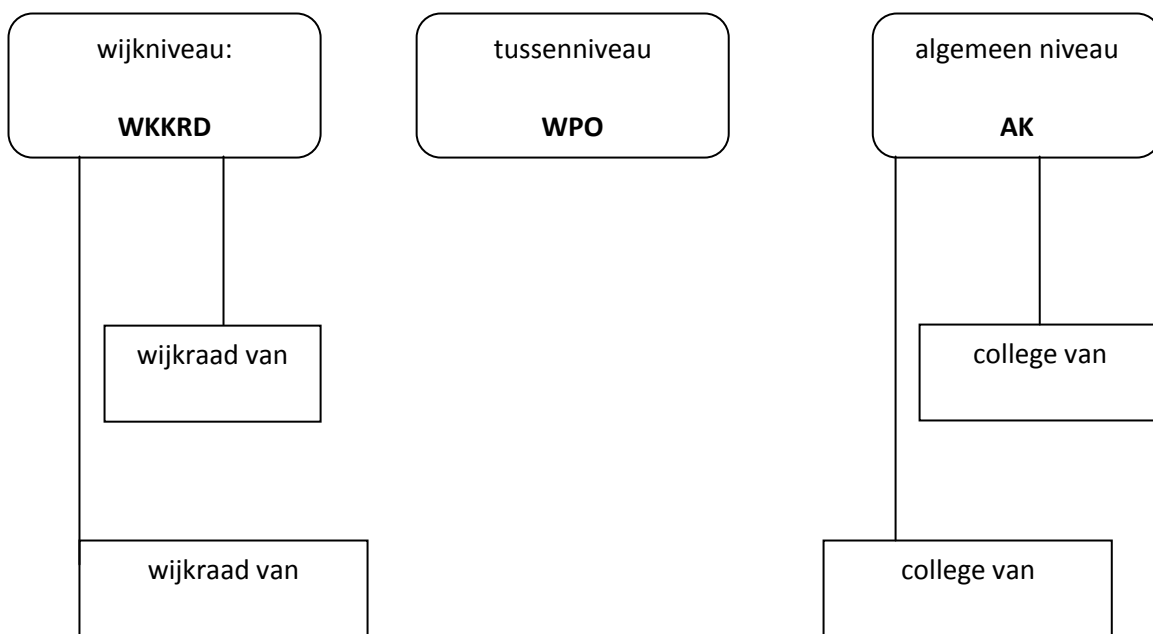 wijkniveau:
WKKRD
tussenniveau
WPO
algemeen niveau
AK
wijkraad van
college van
wijkraad van
college van